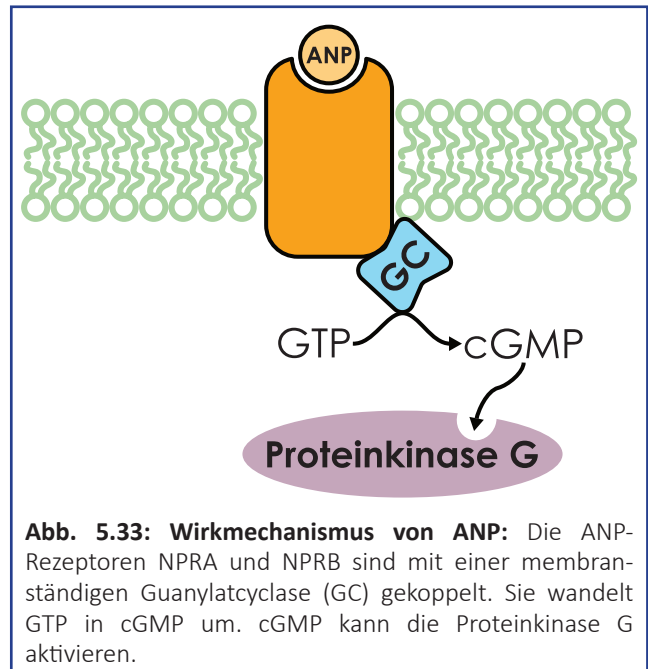 ANP
GC
GTP
cGMP
Proteinkinase G
Abb. 5.33: Wirkmechanismus von ANP: Die ANP-
Rezeptoren NPRA und NPRB sind mit einer membran-
ständigen Guanylatcyclase (GC) gekoppelt. Sie wandelt
GTP in cGMP um. cGMP kann die Proteinkinase G
aktivieren.